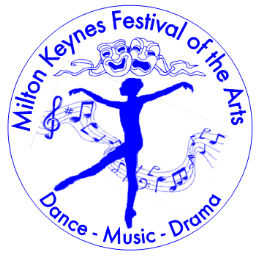 Milton Keynes Festival of the Arts
Dance - Music - Drama